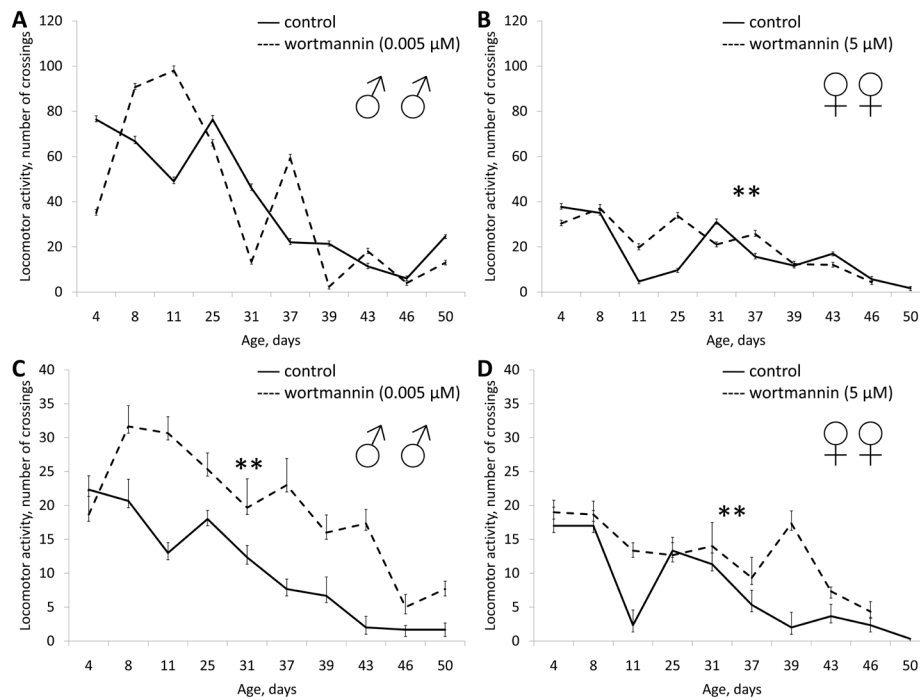 A
control
wortmannin (0.005 µM)
Locomotor activity, number of crossings
120
100
80
60
40
20
0
4 8 11 25 31 37 39 43 46 50
Age, days
B
control
wortmannin (5 µM)
Locomotor activity, number of crossings
120
100
80
60
40
20
0
**
4 8 11 25 31 37 39 43 46 50
Age, days
C
control
wortmannin (0.005 µM)
Locomotor activity, number of crossings
40
35
30
25
20
15
10
5
0
**
4 8 11 25 31 37 39 43 46 50
Age, days
D
control
wortmannin (5 µM)
Locomotor activity, number of crossings
40
35
30
25
20
15
10
5
0
**
4 8 11 25 31 37 39 43 46 50
Age, days